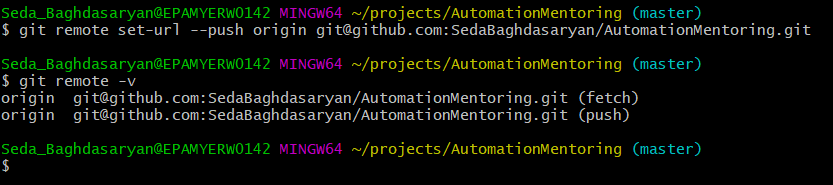 Seda_Baghdasaryan@EPAMYERW0142 MINGW64 ~/projects/AutomationMentoring (master)
$ git remote set-url --push origin git@github.com:SedaBaghdasaryan/AutomationMentoring.git
Seda_Baghdasaryan@EPAMYERW0142 MINGW64 ~/projects/AutomationMentoring (master)
$ git remote -v
origin  git@github.com:SedaBaghdasaryan/AutomationMentoring.git (fetch)
origin  git@github.com:SedaBaghdasaryan/AutomationMentoring.git (push)
Seda_Baghdasaryan@EPAMYERW0142 MINGW64 ~/projects/AutomationMentoring (master)
$